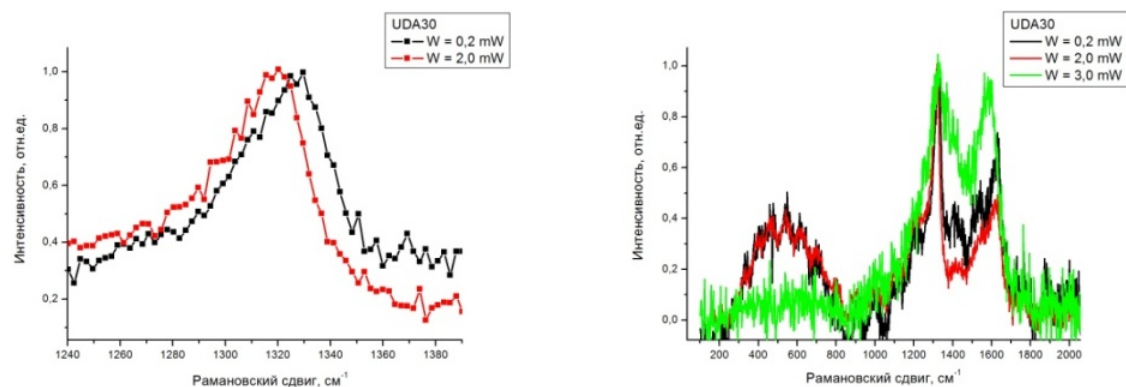 UDA30
W = 0,2 mW
W = 2,0 mW
1,0
0,8
0,6
0,4
0,2
Интенсивность, отн.ед.
1240 1260 1280 1300 1320 1340 1360 1380
Рамановский сдвиг, см-1
UDA30
W = 0,2 mW
W = 2,0 mW
W = 3,0 mW
1,0
0,8
0,6
0,4
0,2
0,0
Интенсивность, отн.ед.
200 400 600 800 1000 1200 1400 1600 1800 2000
Рамановский сдвиг, см-1